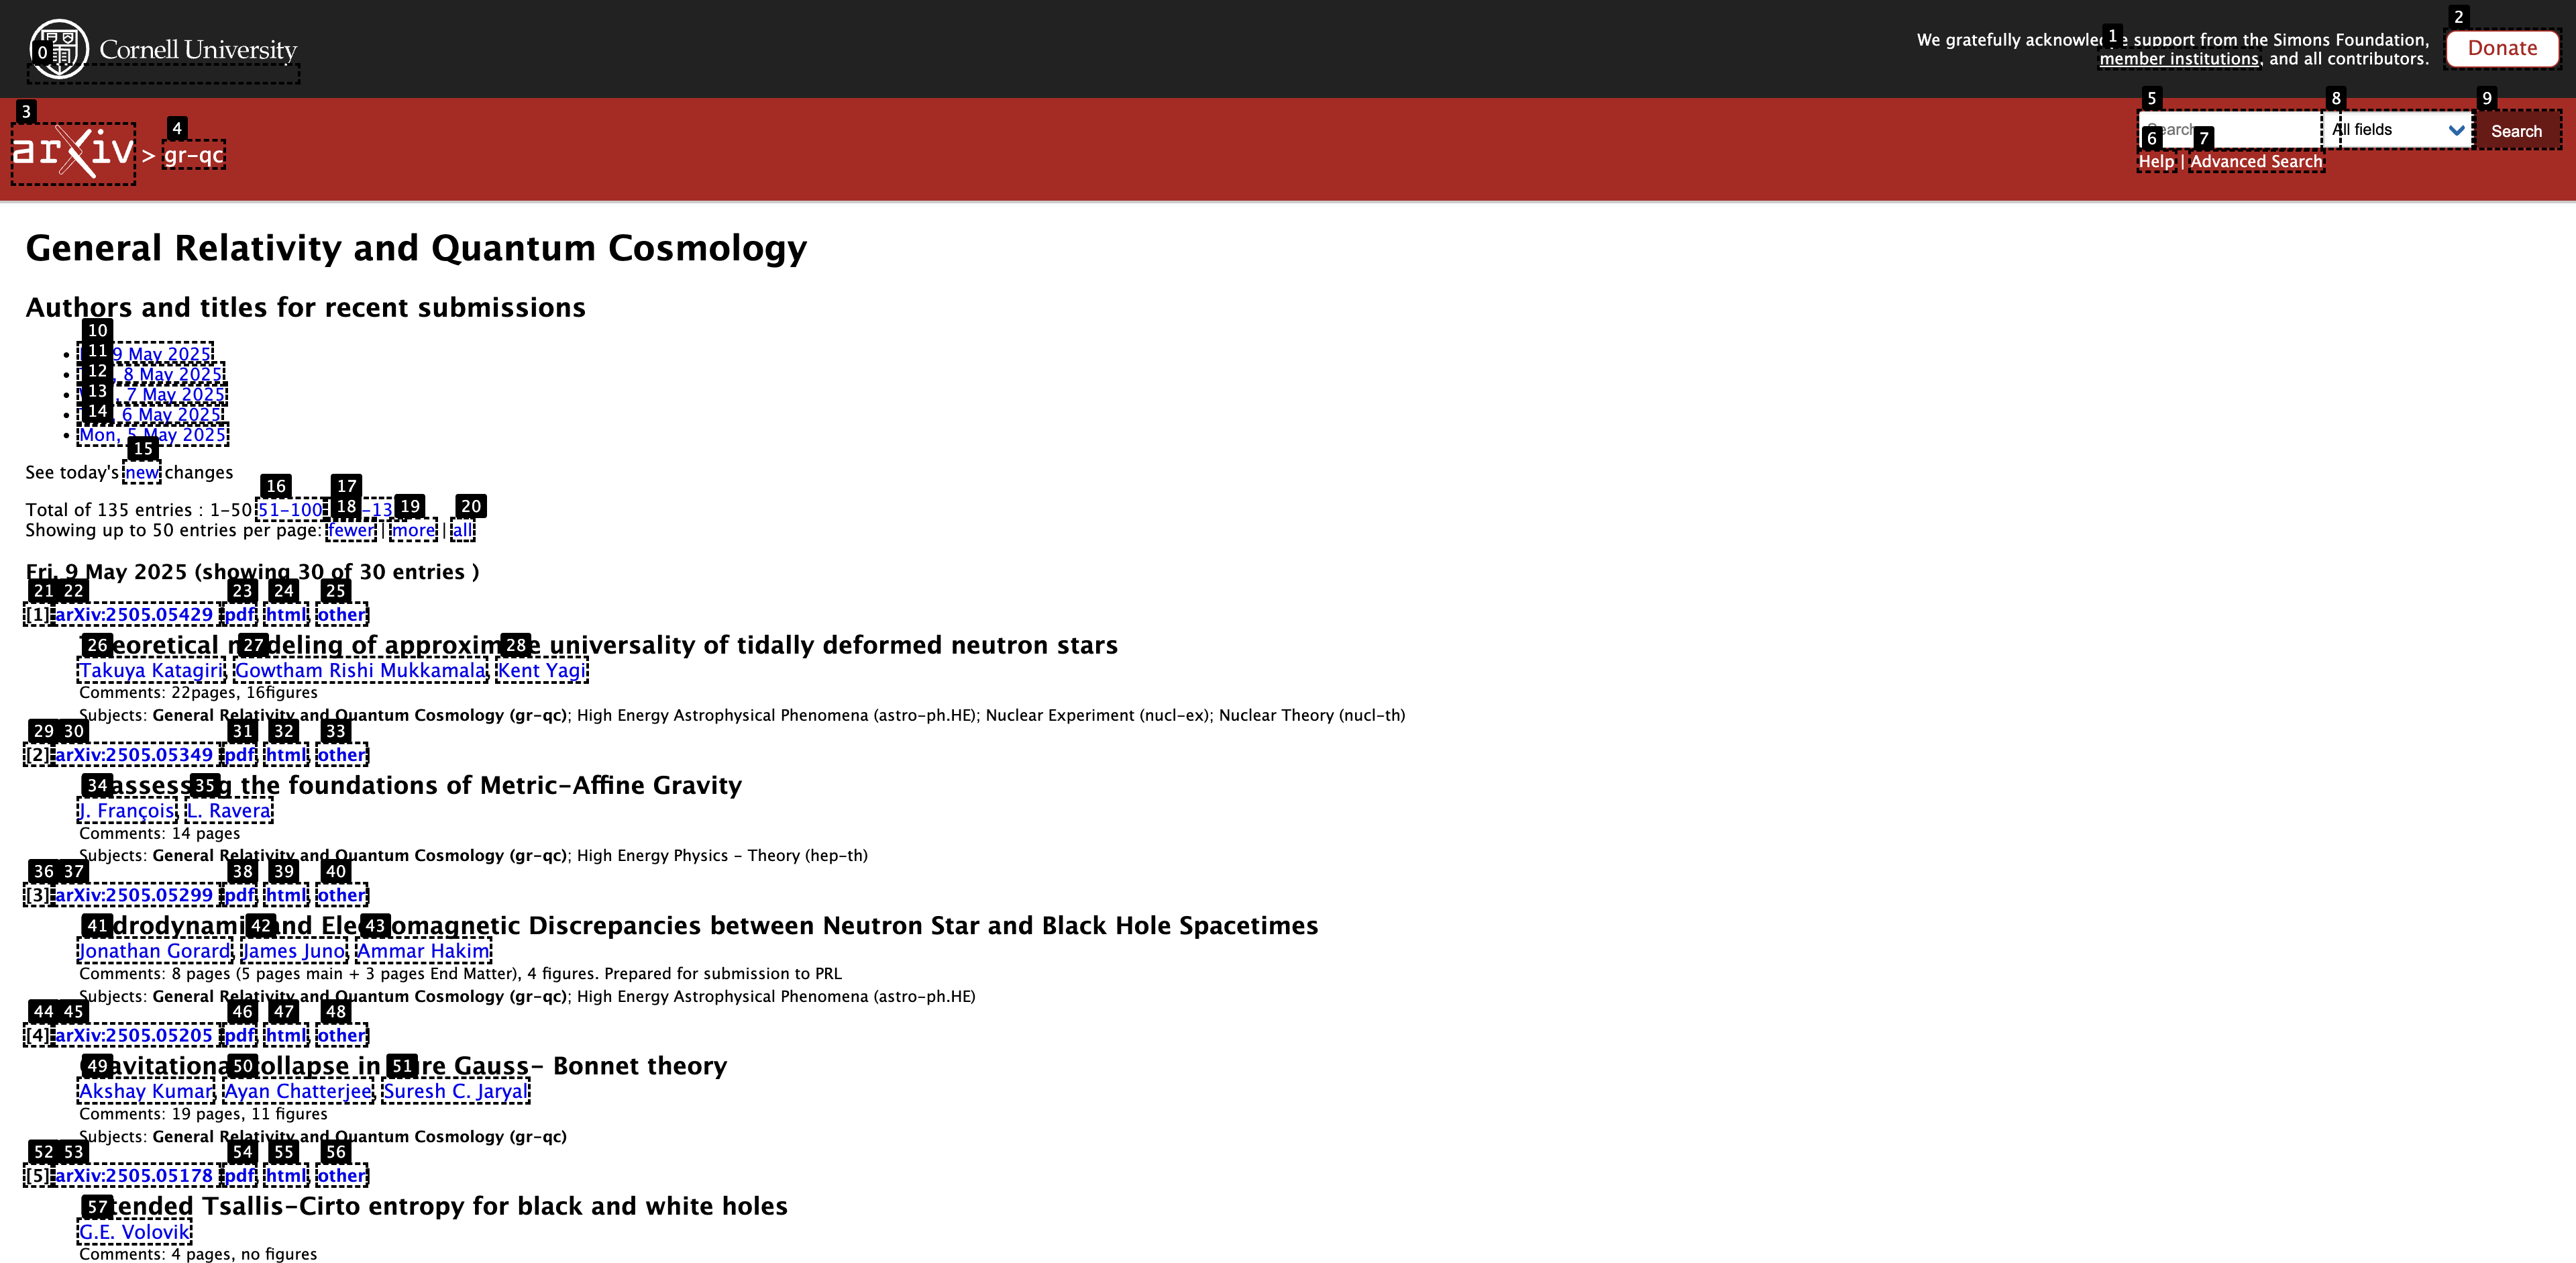 Cornell University
We gratefully acknowle e support from the Simons Foundation,
member institutions, and all contributors.
Donate
arXiv > gr-qc
Search
All fields
Search
Help | Advanced Search
0
1
2
3
4
5
6
7
8
9
General Relativity and Quantum Cosmology
Authors and titles for recent submissions
10
11 9 May 2025
12 , 8 May 2025
13 , 7 May 2025
14 , 6 May 2025
Mon, 5 May 2025
15
See today's new changes
16 17
Total of 135 entries : 1-50 51-100 18 -13 19 20
Showing up to 50 entries per page: fewer | more | all
Fri, 9 May 2025 (showing 30 of 30 entries )
21 22 23 24 25
[1] arXiv:2505.05429 pdf, html, other
26 eoretical m 27 deling of approxim 28 e universality of tidally deformed neutron stars
Takuya Katagiri, Gowtham Rishi Mukkamala, Kent Yagi
Comments: 22pages, 16figures
Subjects: General Relativity and Quantum Cosmology (gr-qc); High Energy Astrophysical Phenomena (astro-ph.HE); Nuclear Experiment (nucl-ex); Nuclear Theory (nucl-th)
29 30 31 32 33
[2] arXiv:2505.05349 pdf, html, other
34 assess 35 g the foundations of Metric-Affine Gravity
J. François, L. Ravera
Comments: 14 pages
Subjects: General Relativity and Quantum Cosmology (gr-qc); High Energy Physics - Theory (hep-th)
36 37 38 39 40
[3] arXiv:2505.05299 pdf, html, other
41 drodynami 42 and Ele 43 omagnetic Discrepancies between Neutron Star and Black Hole Spacetimes
Jonathan Gorard, James Juno, Ammar Hakim
Comments: 8 pages (5 pages main + 3 pages End Matter), 4 figures. Prepared for submission to PRL
Subjects: General Relativity and Quantum Cosmology (gr-qc); High Energy Astrophysical Phenomena (astro-ph.HE)
44 45 46 47 48
[4] arXiv:2505.05205 pdf, html, other
49 avitationa 50 ollapse in 51 re Gauss- Bonnet theory
Akshay Kumar, Ayan Chatterjee, Suresh C. Jaryal
Comments: 19 pages, 11 figures
Subjects: General Relativity and Quantum Cosmology (gr-qc)
52 53 54 55 56
[5] arXiv:2505.05178 pdf, html, other
57 tended Tsallis-Cirto entropy for black and white holes
G.E. Volovik
Comments: 4 pages, no figures